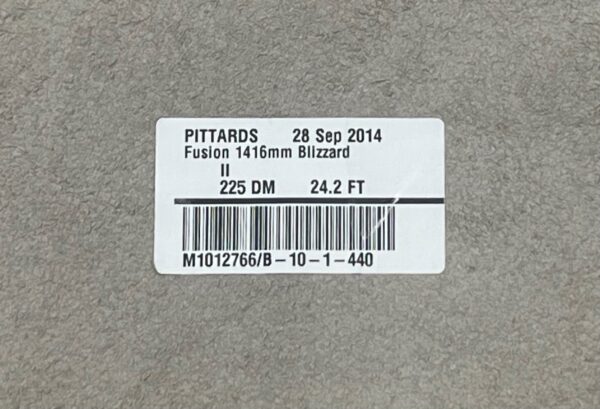 PITTARDS 28 Sep 2014
Fusion 1416mm Blizzard
II
225 DM 24.2 FT
M1012766/B-10-1-440